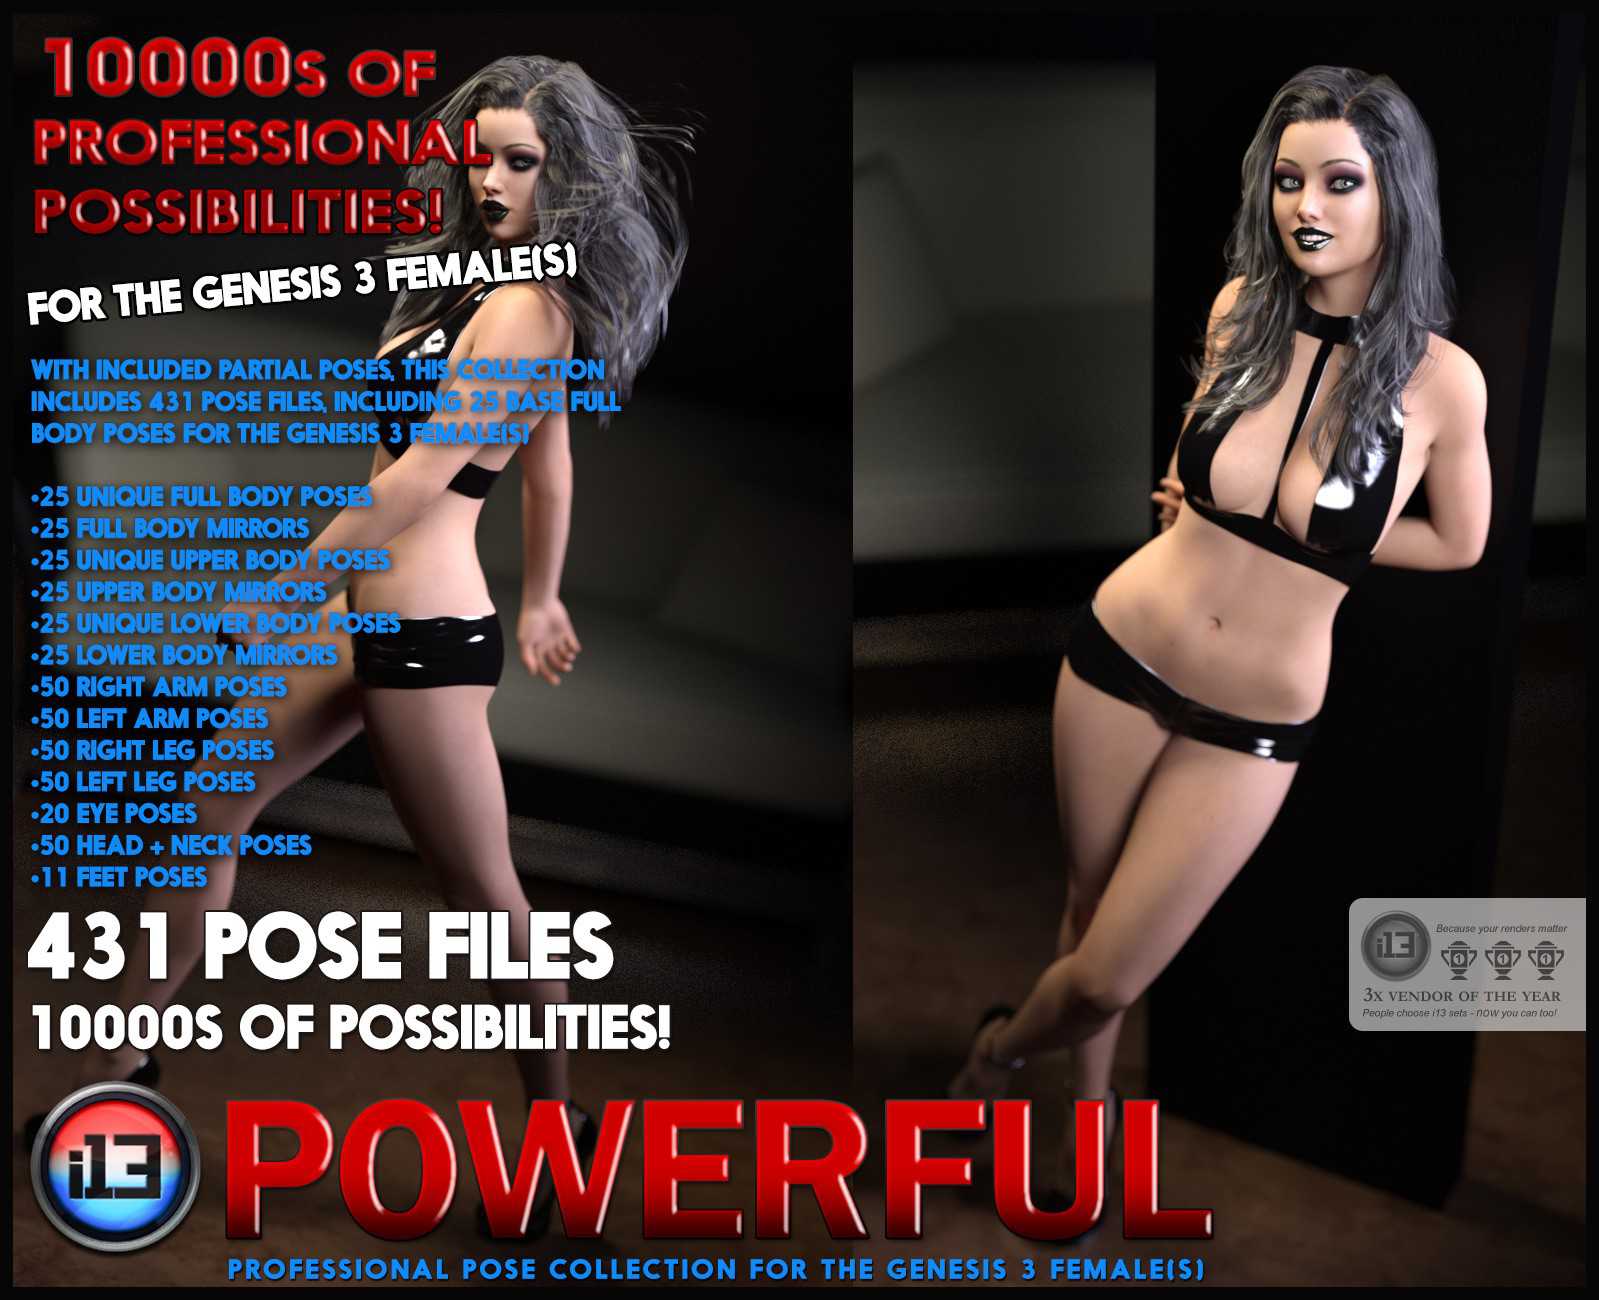 10000s OF
PROFESSIONAL
POSSIBILITIES!
FOR THE GENESIS 3 FEMALE(S)
WITH INCLUDED PARTIAL POSES, THIS COLLECTION
INCLUDES 431 POSE FILES, INCLUDING 25 BASE FULL
BODY POSES FOR THE GENESIS 3 FEMALE(S)
•25 UNIQUE FULL BODY POSES
•25 FULL BODY MIRRORS
•25 UNIQUE UPPER BODY POSES
•25 UPPER BODY MIRRORS
•25 UNIQUE LOWER BODY POSES
•25 LOWER BODY MIRRORS
•50 RIGHT ARM POSES
•50 LEFT ARM POSES
•50 RIGHT LEG POSES
•50 LEFT LEG POSES
•20 EYE POSES
•50 HEAD + NECK POSES
•11 FEET POSES
431 POSE FILES
10000S OF POSSIBILITIES!
i13
Because your renders matter
1 1 1
3X VENDOR OF THE YEAR
People choose i13 sets - now you can too!
i13
POWERFUL
PROFESSIONAL POSE COLLECTION FOR THE GENESIS 3 FEMALE(S)